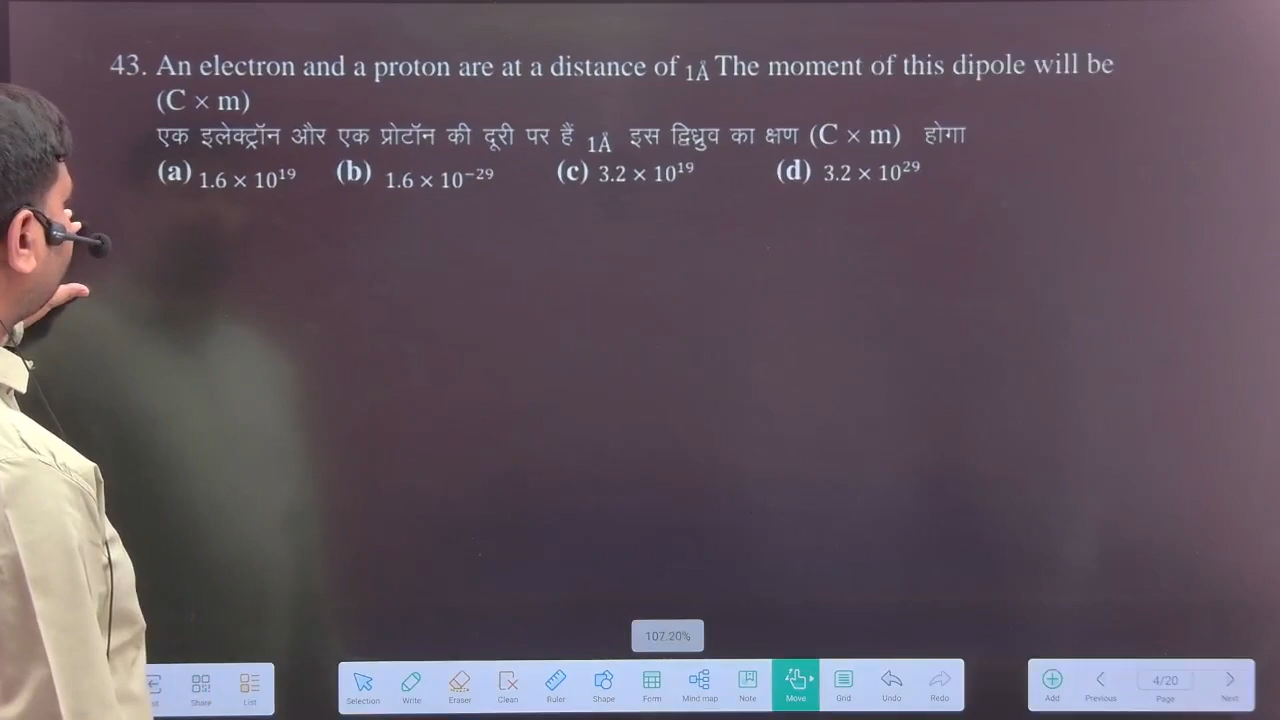 43. An electron and a proton are at a distance of 1Å The moment of this dipole will be
(C × m)
एक इलेक्ट्रॉन और एक प्रोटॉन की दूरी पर हैं 1Å इस द्विध्रुव का क्षण (C × m) होगा
(a) 1.6 × 10¹⁹ (b) 1.6 × 10⁻²⁹ (c) 3.2 × 10¹⁹ (d) 3.2 × 10²⁹
107.20%
Share List Selection Write Eraser Clean Ruler Shape Form Mind map Note Move Grid Undo Redo Add Previous 4/20 Page Next